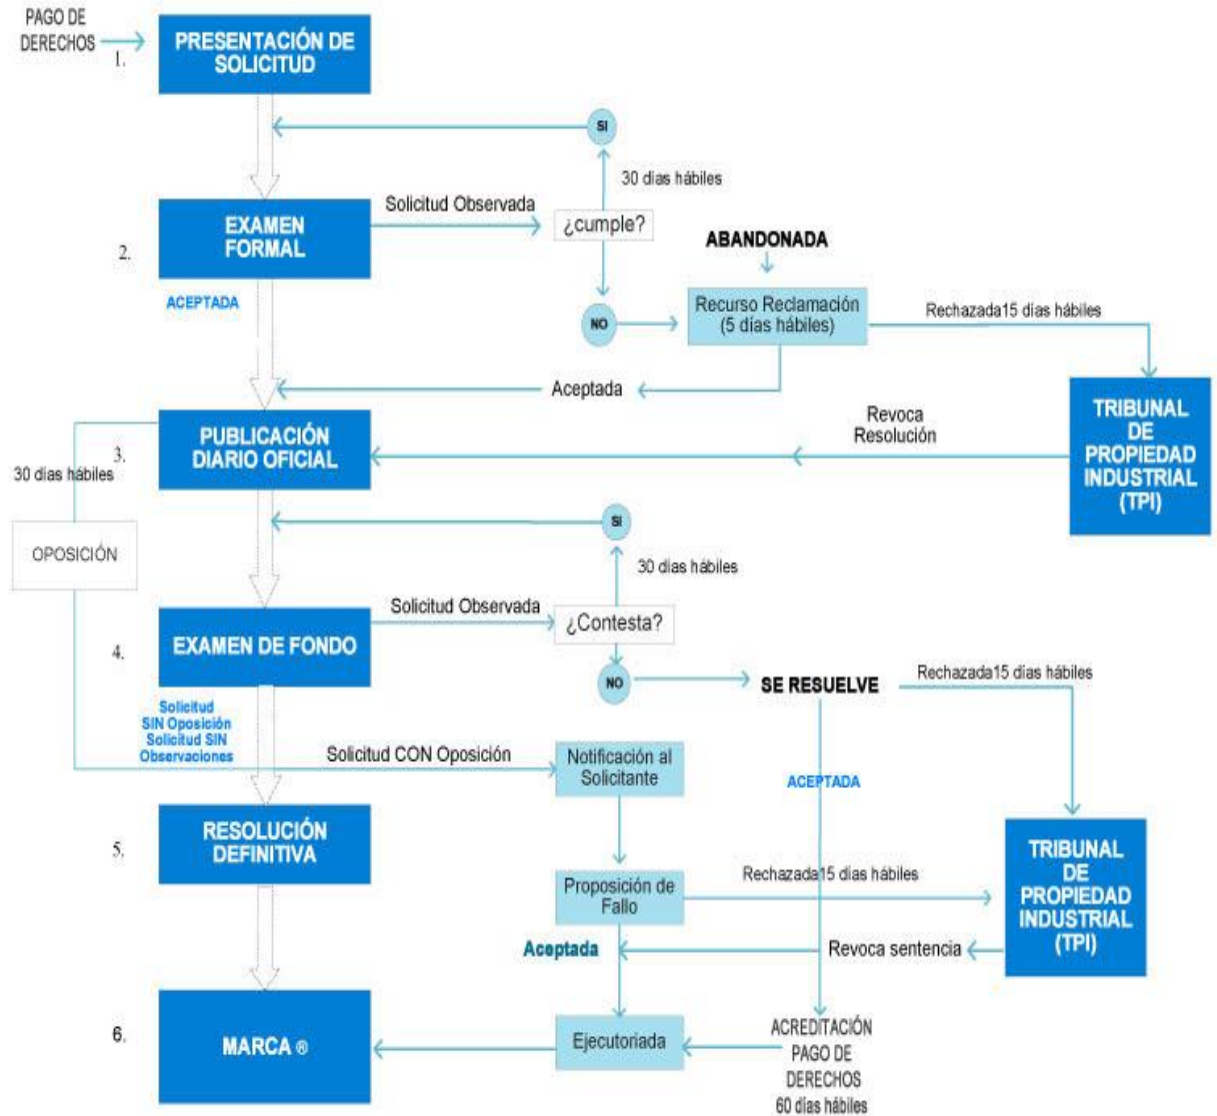 PAGO DE
DERECHOS
1.
PRESENTACIÓN DE
SOLICITUD
SI
30 días hábiles
Solicitud Observada
¿cumple?
2.
EXAMEN
FORMAL
ABANDONADA
ACEPTADA
NO
Recurso Reclamación
(5 días hábiles)
Rechazada15 días hábiles
Aceptada
TRIBUNAL
DE
PROPIEDAD
INDUSTRIAL
(TPI)
Revoca
Resolución
3.
PUBLICACIÓN
DIARIO OFICIAL
30 días hábiles
OPOSICIÓN
SI
30 días hábiles
Solicitud Observada
¿Contesta?
4.
EXAMEN DE FONDO
NO
SE RESUELVE
Rechazada15 días hábiles
Solicitud
SIN Oposición
Solicitud SIN
Observaciones
Solicitud CON Oposición
Notificación al
Solicitante
ACEPTADA
5.
RESOLUCIÓN
DEFINITIVA
TRIBUNAL
DE
PROPIEDAD
INDUSTRIAL
(TPI)
Proposición de
Fallo
Rechazada15 días hábiles
Aceptada
Revoca sentencia
6.
MARCA ®
Ejecutoriada
ACREDITACIÓN
PAGO DE
DERECHOS
60 días hábiles